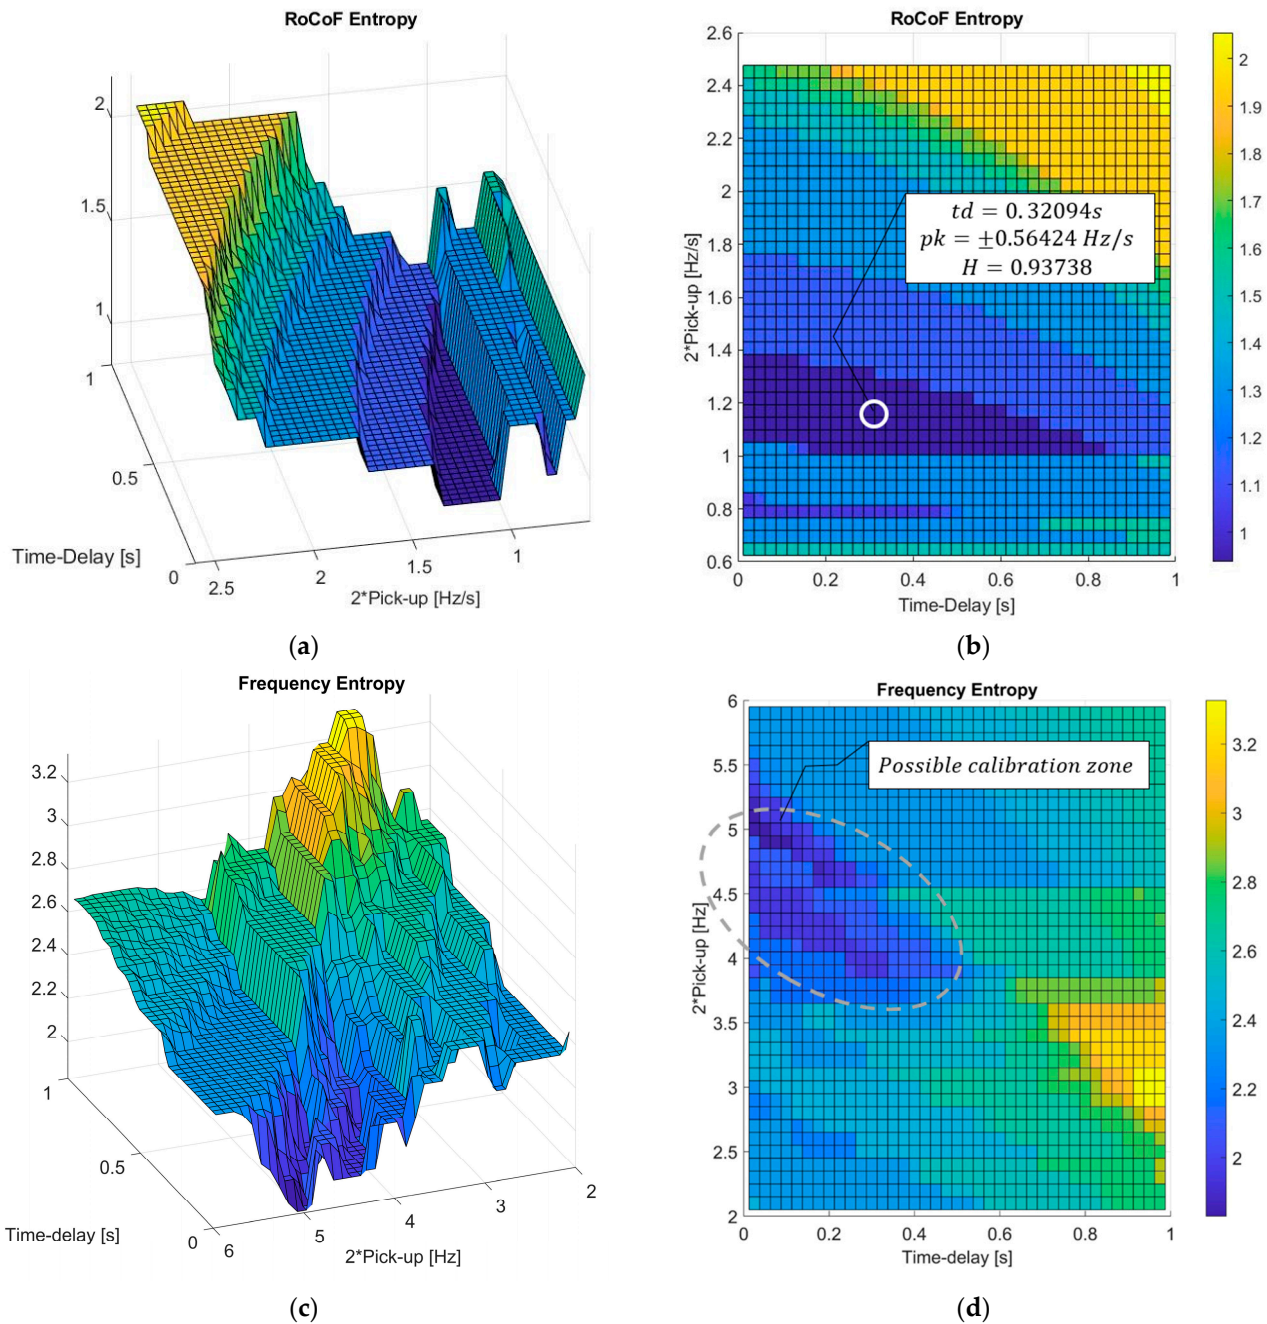 RoCoF Entropy
2
1.5
1
1
0.5
0
2.5
2
1.5
1
Time-Delay [s]
2*Pick-up [Hz/s]
(a)
RoCoF Entropy
2.6
2.4
2.2
2
1.8
1.6
1.4
1.2
1
0.8
0.6
2*Pick-up [Hz/s]
td = 0.32094s
pk = ±0.56424 Hz/s
H = 0.93738
0 0.2 0.4 0.6 0.8 1
Time-Delay [s]
2
1.9
1.8
1.7
1.6
1.5
1.4
1.3
1.2
1.1
1
(b)
Frequency Entropy
3.2
3
2.8
2.6
2.4
2.2
2
1
0.5
0
6
5
4
3
2
Time-delay [s]
2*Pick-up [Hz]
(c)
Frequency Entropy
6
5.5
5
4.5
4
3.5
3
2.5
2
2*Pick-up [Hz]
Possible calibration zone
0 0.2 0.4 0.6 0.8 1
Time-delay [s]
3.2
3
2.8
2.6
2.4
2.2
2
(d)